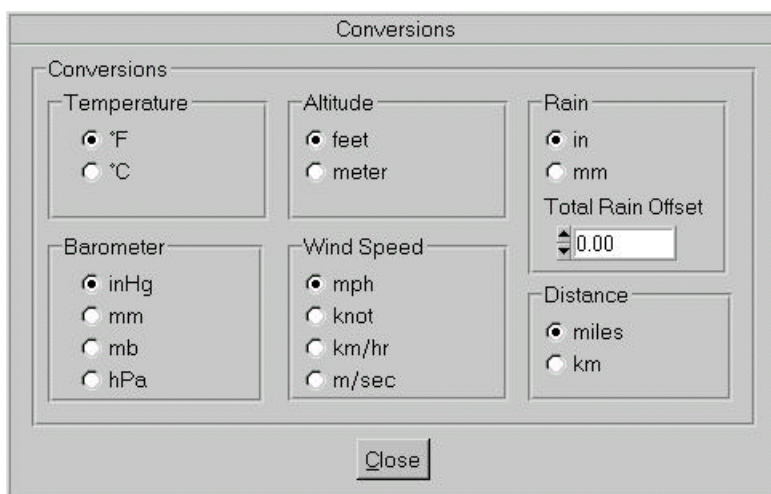 Conversions
Conversions
Temperature
°F
°C
Altitude
feet
meter
Rain
in
mm
Total Rain Offset
0.00
Barometer
inHg
mm
mb
hPa
Wind Speed
mph
knot
km/hr
m/sec
Distance
miles
km
Close